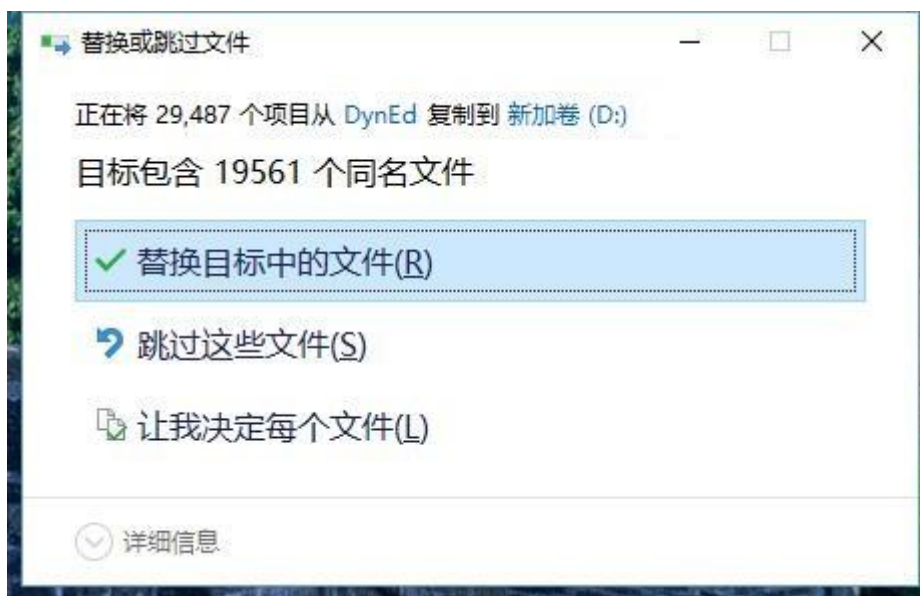 替换或跳过文件
正在将 29,487 个项目从 DynEd 复制到 新加卷 (D:)
目标包含 19561 个同名文件
替换目标中的文件(R)
跳过这些文件(S)
让我决定每个文件(L)
详细信息